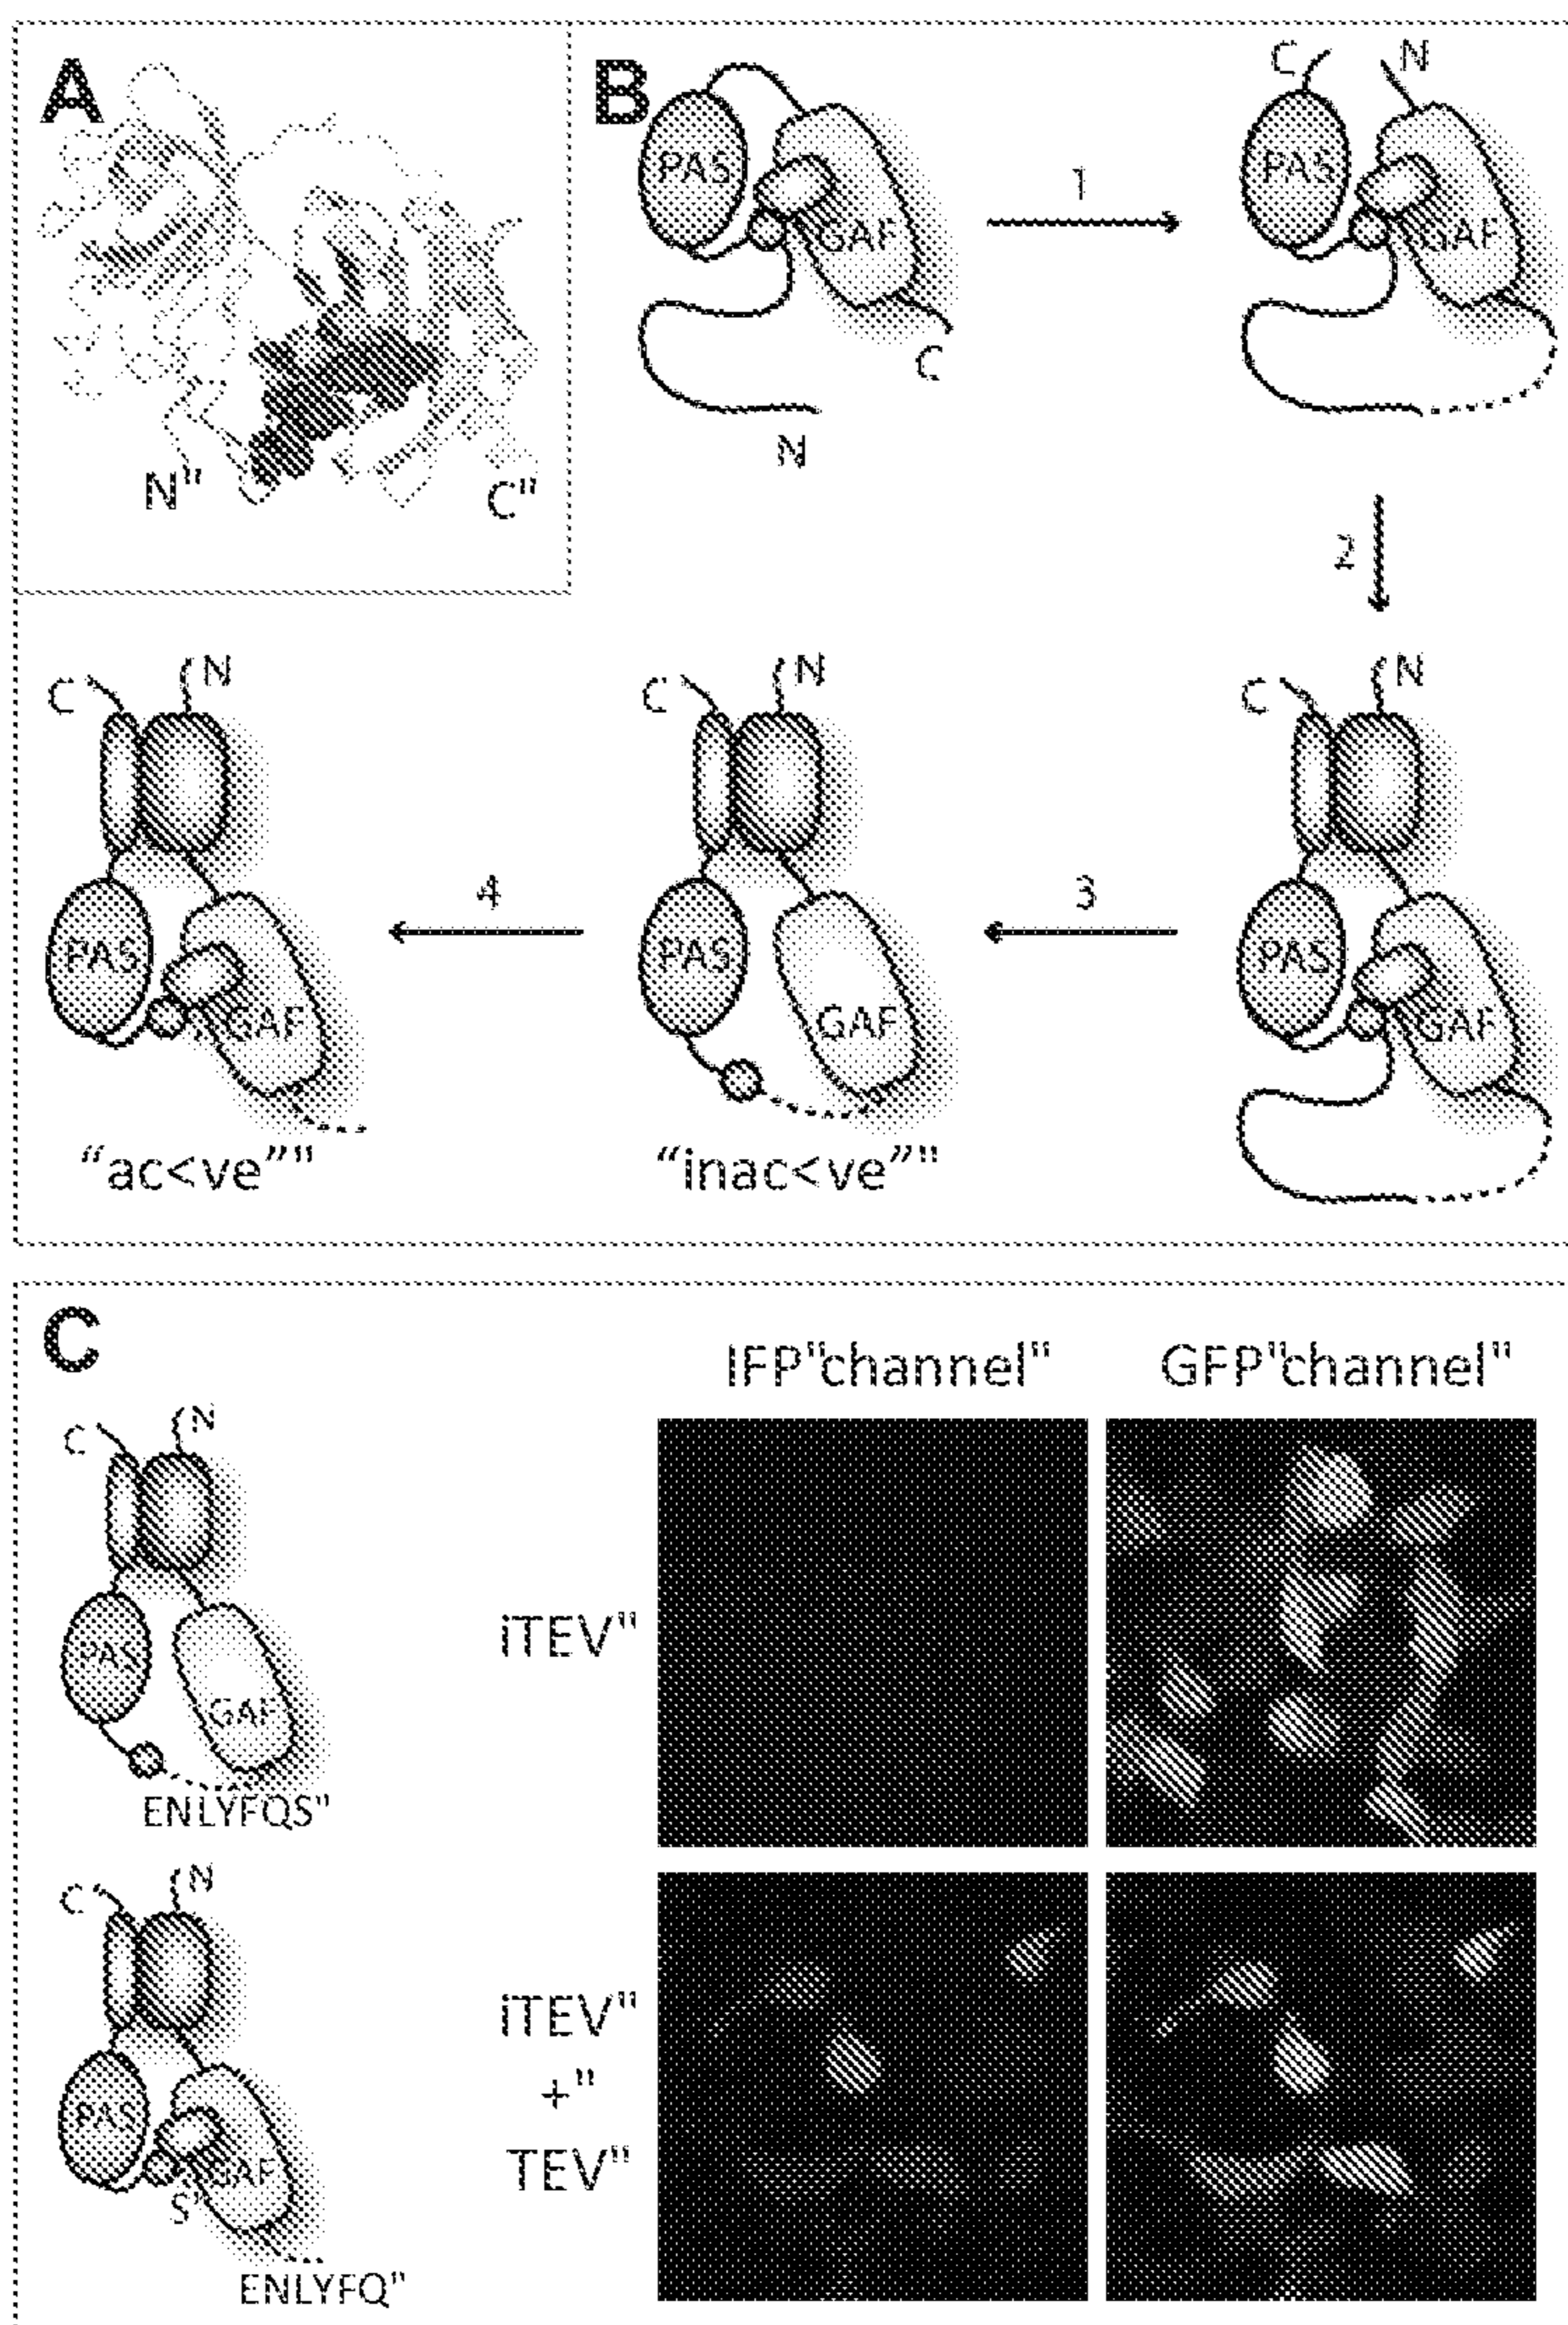 A
N"
C"
B
PAS
GAF
C
N
1
C
N
PAS
GAF
2
C
N
PAS
GAF
3
C
N
PAS
GAF
"inac<ve""
4
C
N
PAS
GAF
"ac<ve""
C
IFP"channel"
GFP"channel"
C
N
PAS
GAF
ENLYFQS"
iTEV"
C
N
PAS
GAF
S"
ENLYFQ"
iTEV"
+"
TEV"